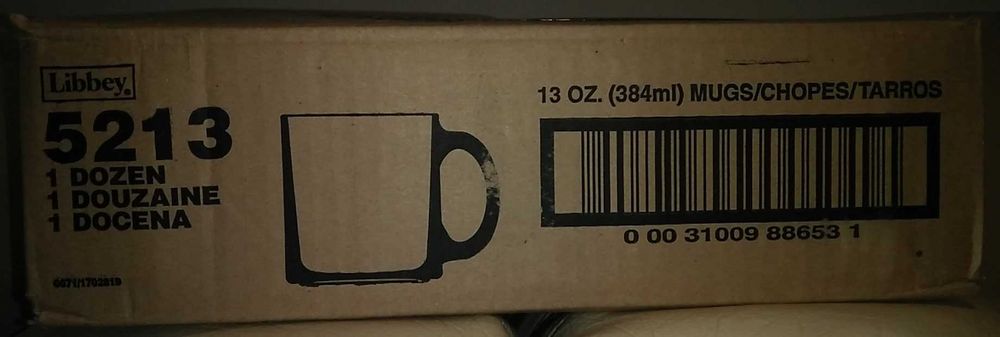 Libbey®
5213
1 DOZEN
1 DOUZAINE
1 DOCENA
13 OZ. (384ml) MUGS/CHOPES/TARROS
0 00 31009 88653 1